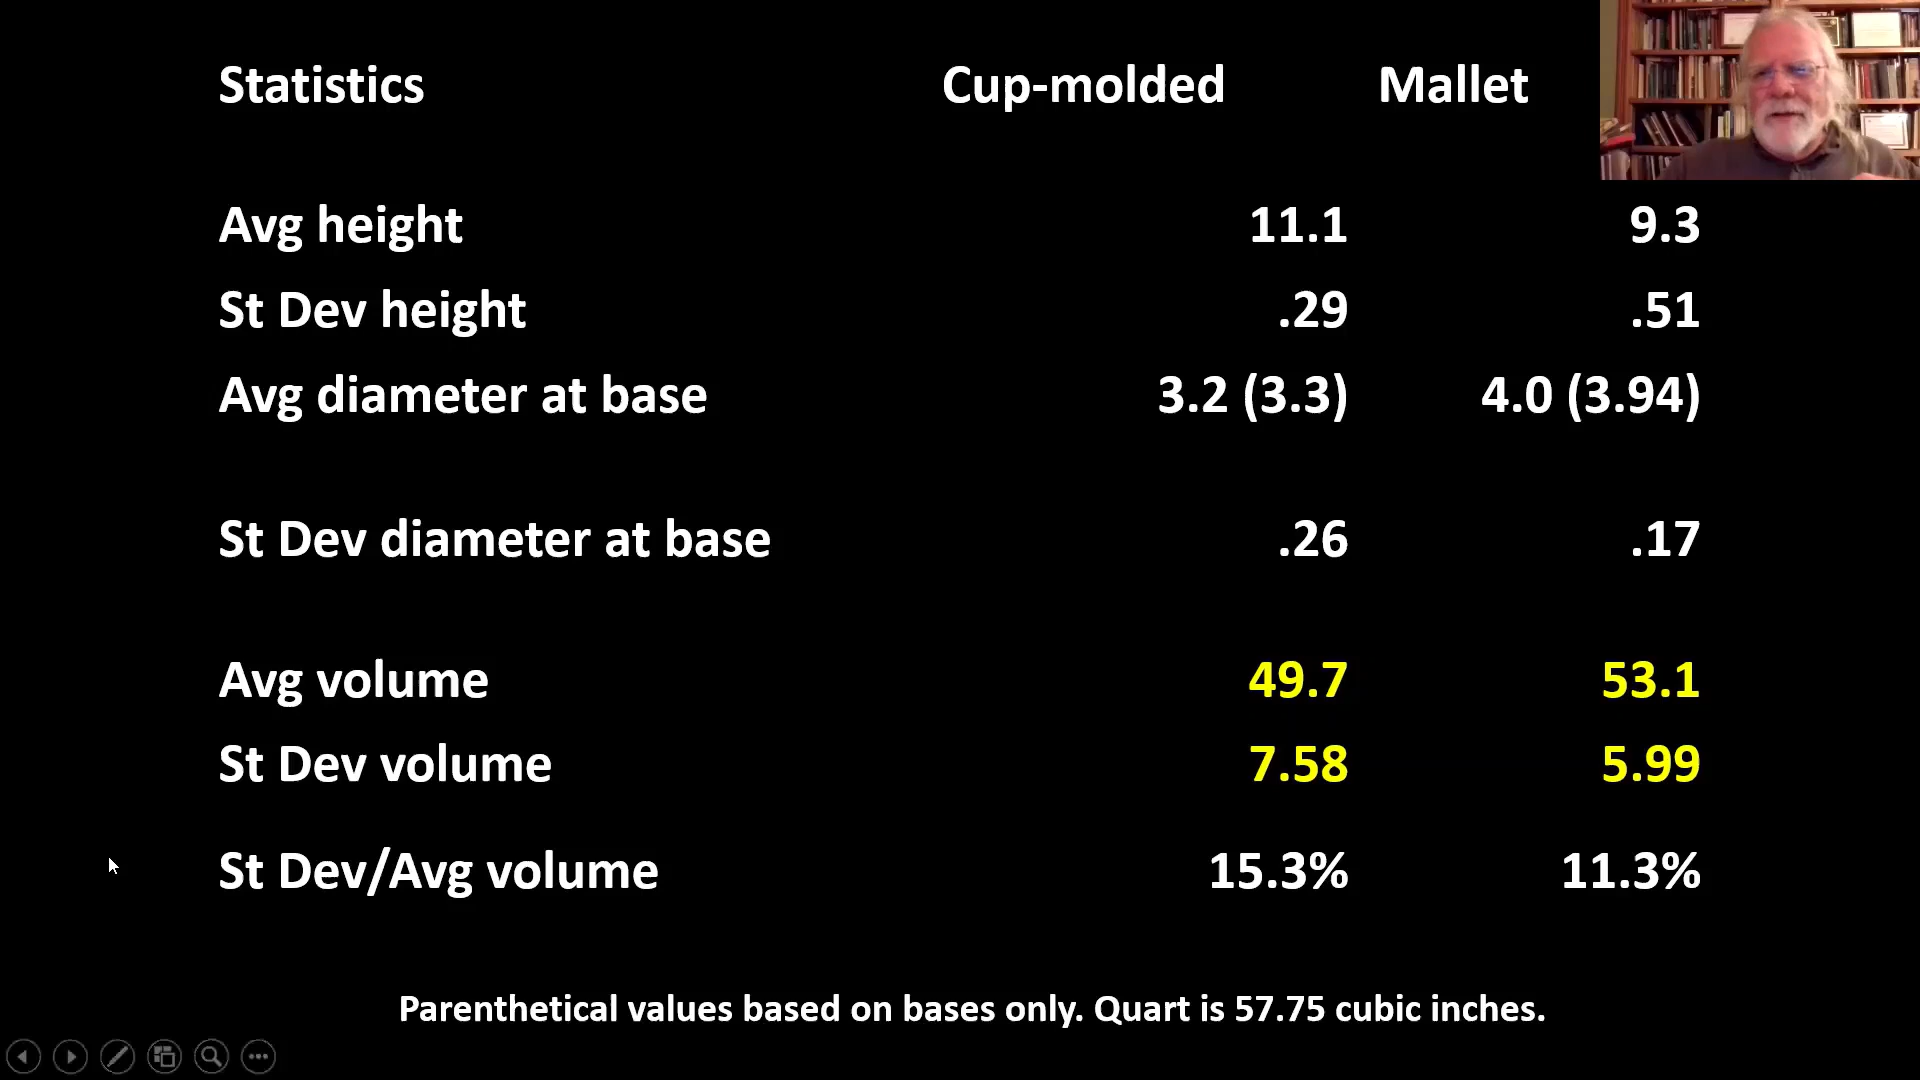 Statistics Cup-molded Mallet
Avg height 11.1 9.3
St Dev height .29 .51
Avg diameter at base 3.2 (3.3) 4.0 (3.94)
St Dev diameter at base .26 .17
Avg volume 49.7 53.1
St Dev volume 7.58 5.99
St Dev/Avg volume 15.3% 11.3%
Parenthetical values based on bases only. Quart is 57.75 cubic inches.